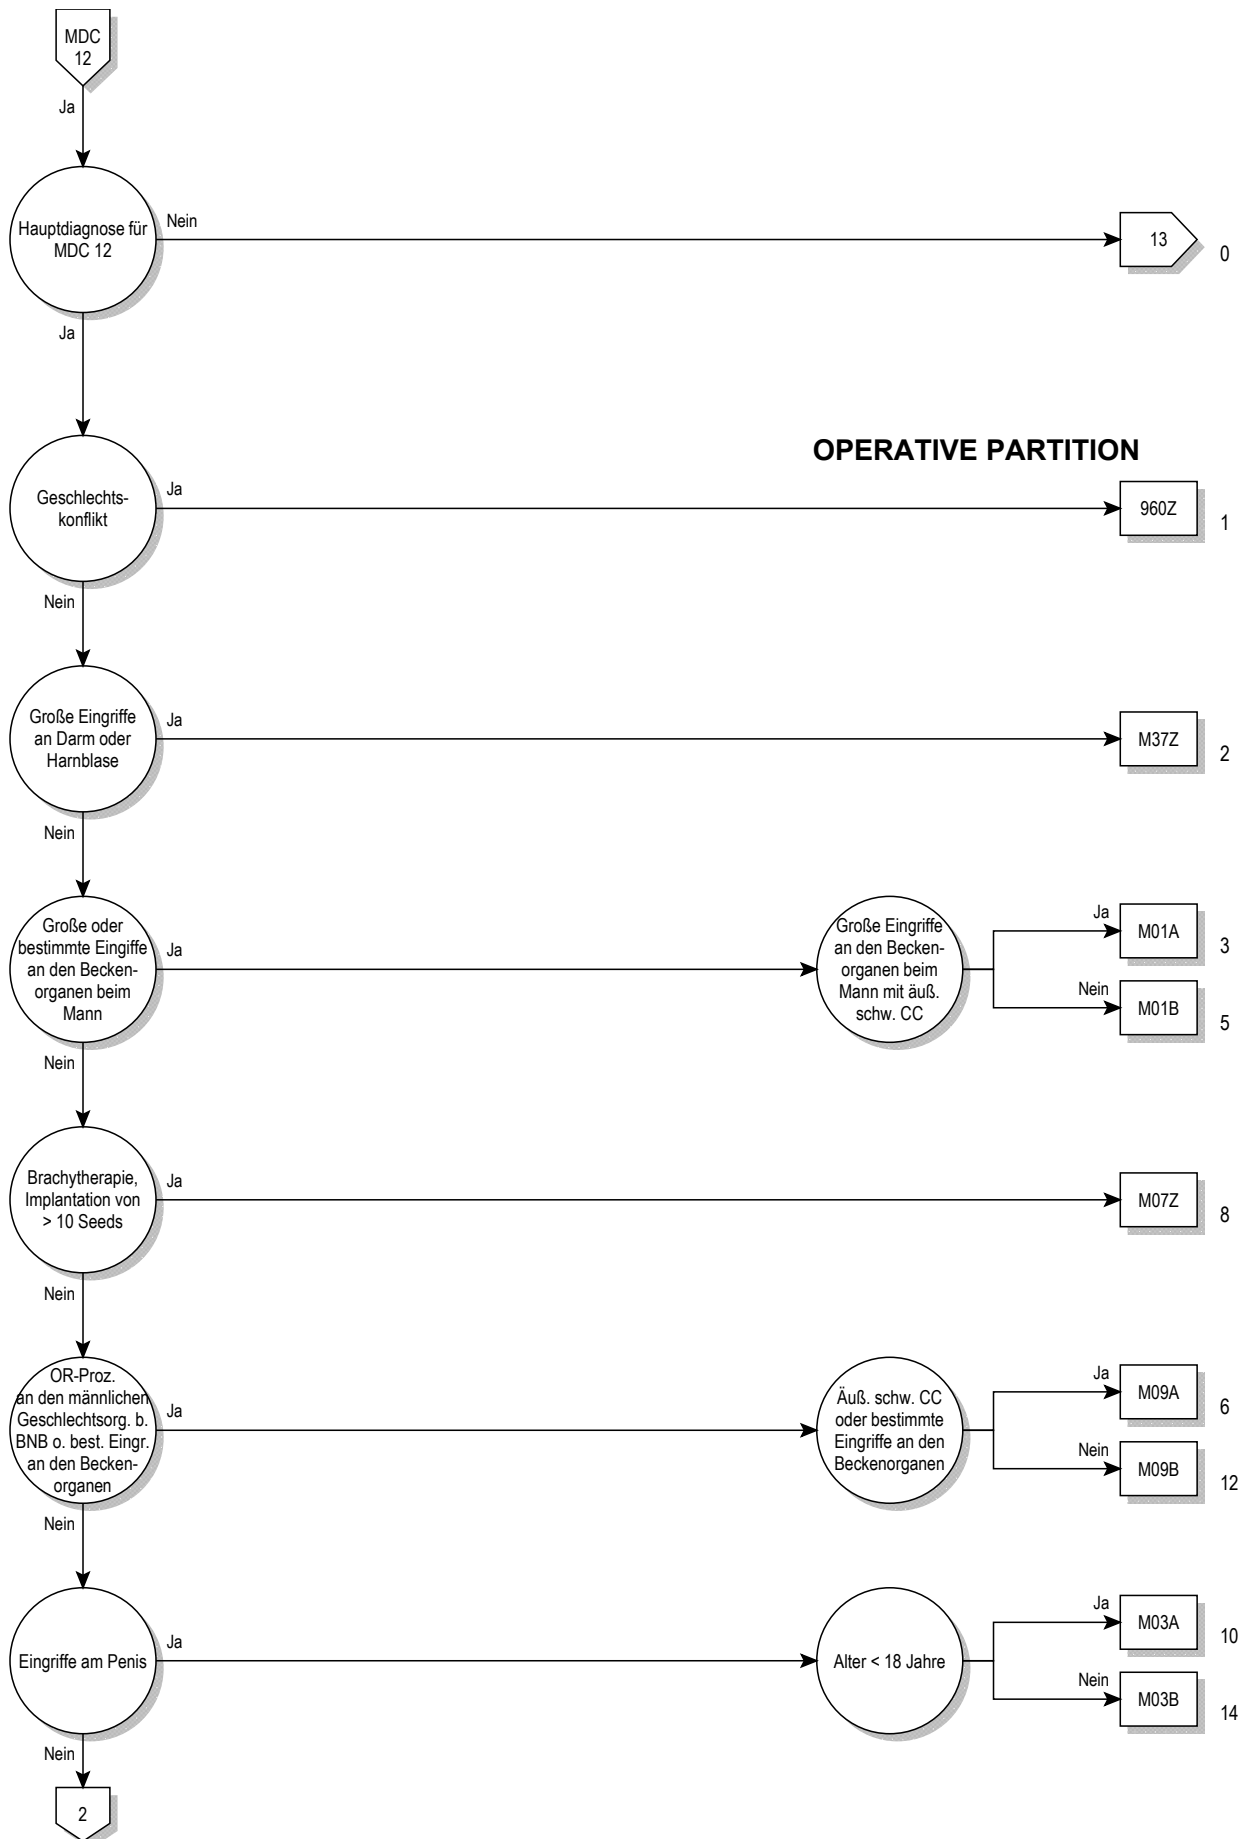 MDC
12
Ja
Hauptdiagnose für
MDC 12
Nein
13
0
Ja
OPERATIVE PARTITION
Geschlechts-
konflikt
Ja
960Z
1
Nein
Große Eingriffe
an Darm oder
Harnblase
Ja
M37Z
2
Nein
Große oder
bestimmte Eingiffe
an den Becken-
organen beim
Mann
Ja
Große Eingriffe
an den Becken-
organen beim
Mann mit äuß.
schw. CC
Ja
M01A
3
Nein
M01B
5
Nein
Brachytherapie,
Implantation von
> 10 Seeds
Ja
M07Z
8
Nein
OR-Proz.
an den männlichen
Geschlechtsorg. b.
BNB o. best. Eingr.
an den Becken-
organen
Ja
Äuß. schw. CC
oder bestimmte
Eingriffe an den
Beckenorganen
Ja
M09A
6
Nein
M09B
12
Nein
Eingriffe am Penis
Ja
Alter < 18 Jahre
Ja
M03A
10
Nein
M03B
14
Nein
2